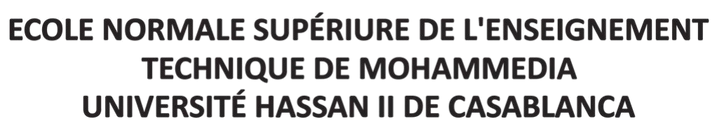 ECOLE NORMALE SUPÉRIURE DE L'ENSEIGNEMENT
TECHNIQUE DE MOHAMMEDIA
UNIVERSITÉ HASSAN II DE CASABLANCA